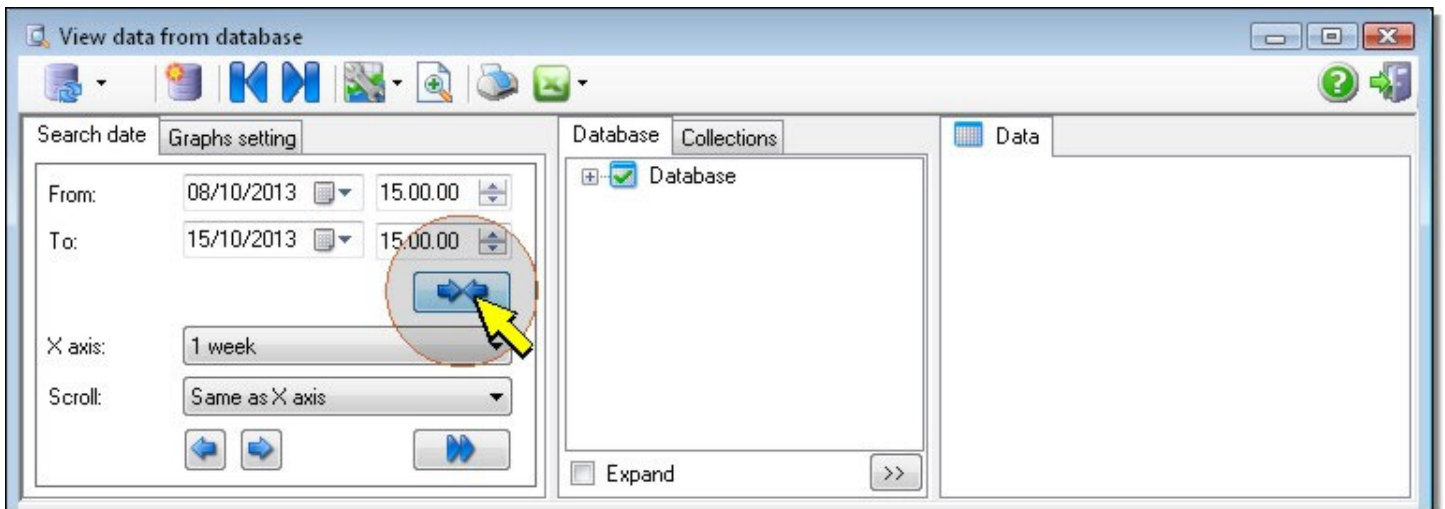 View data from database
Search date Graphs setting Database Collections Data
From: 08/10/2013 15.00.00 Database
To: 15/10/2013 15.00.00
X axis: 1 week
Scroll: Same as X axis
Expand >>